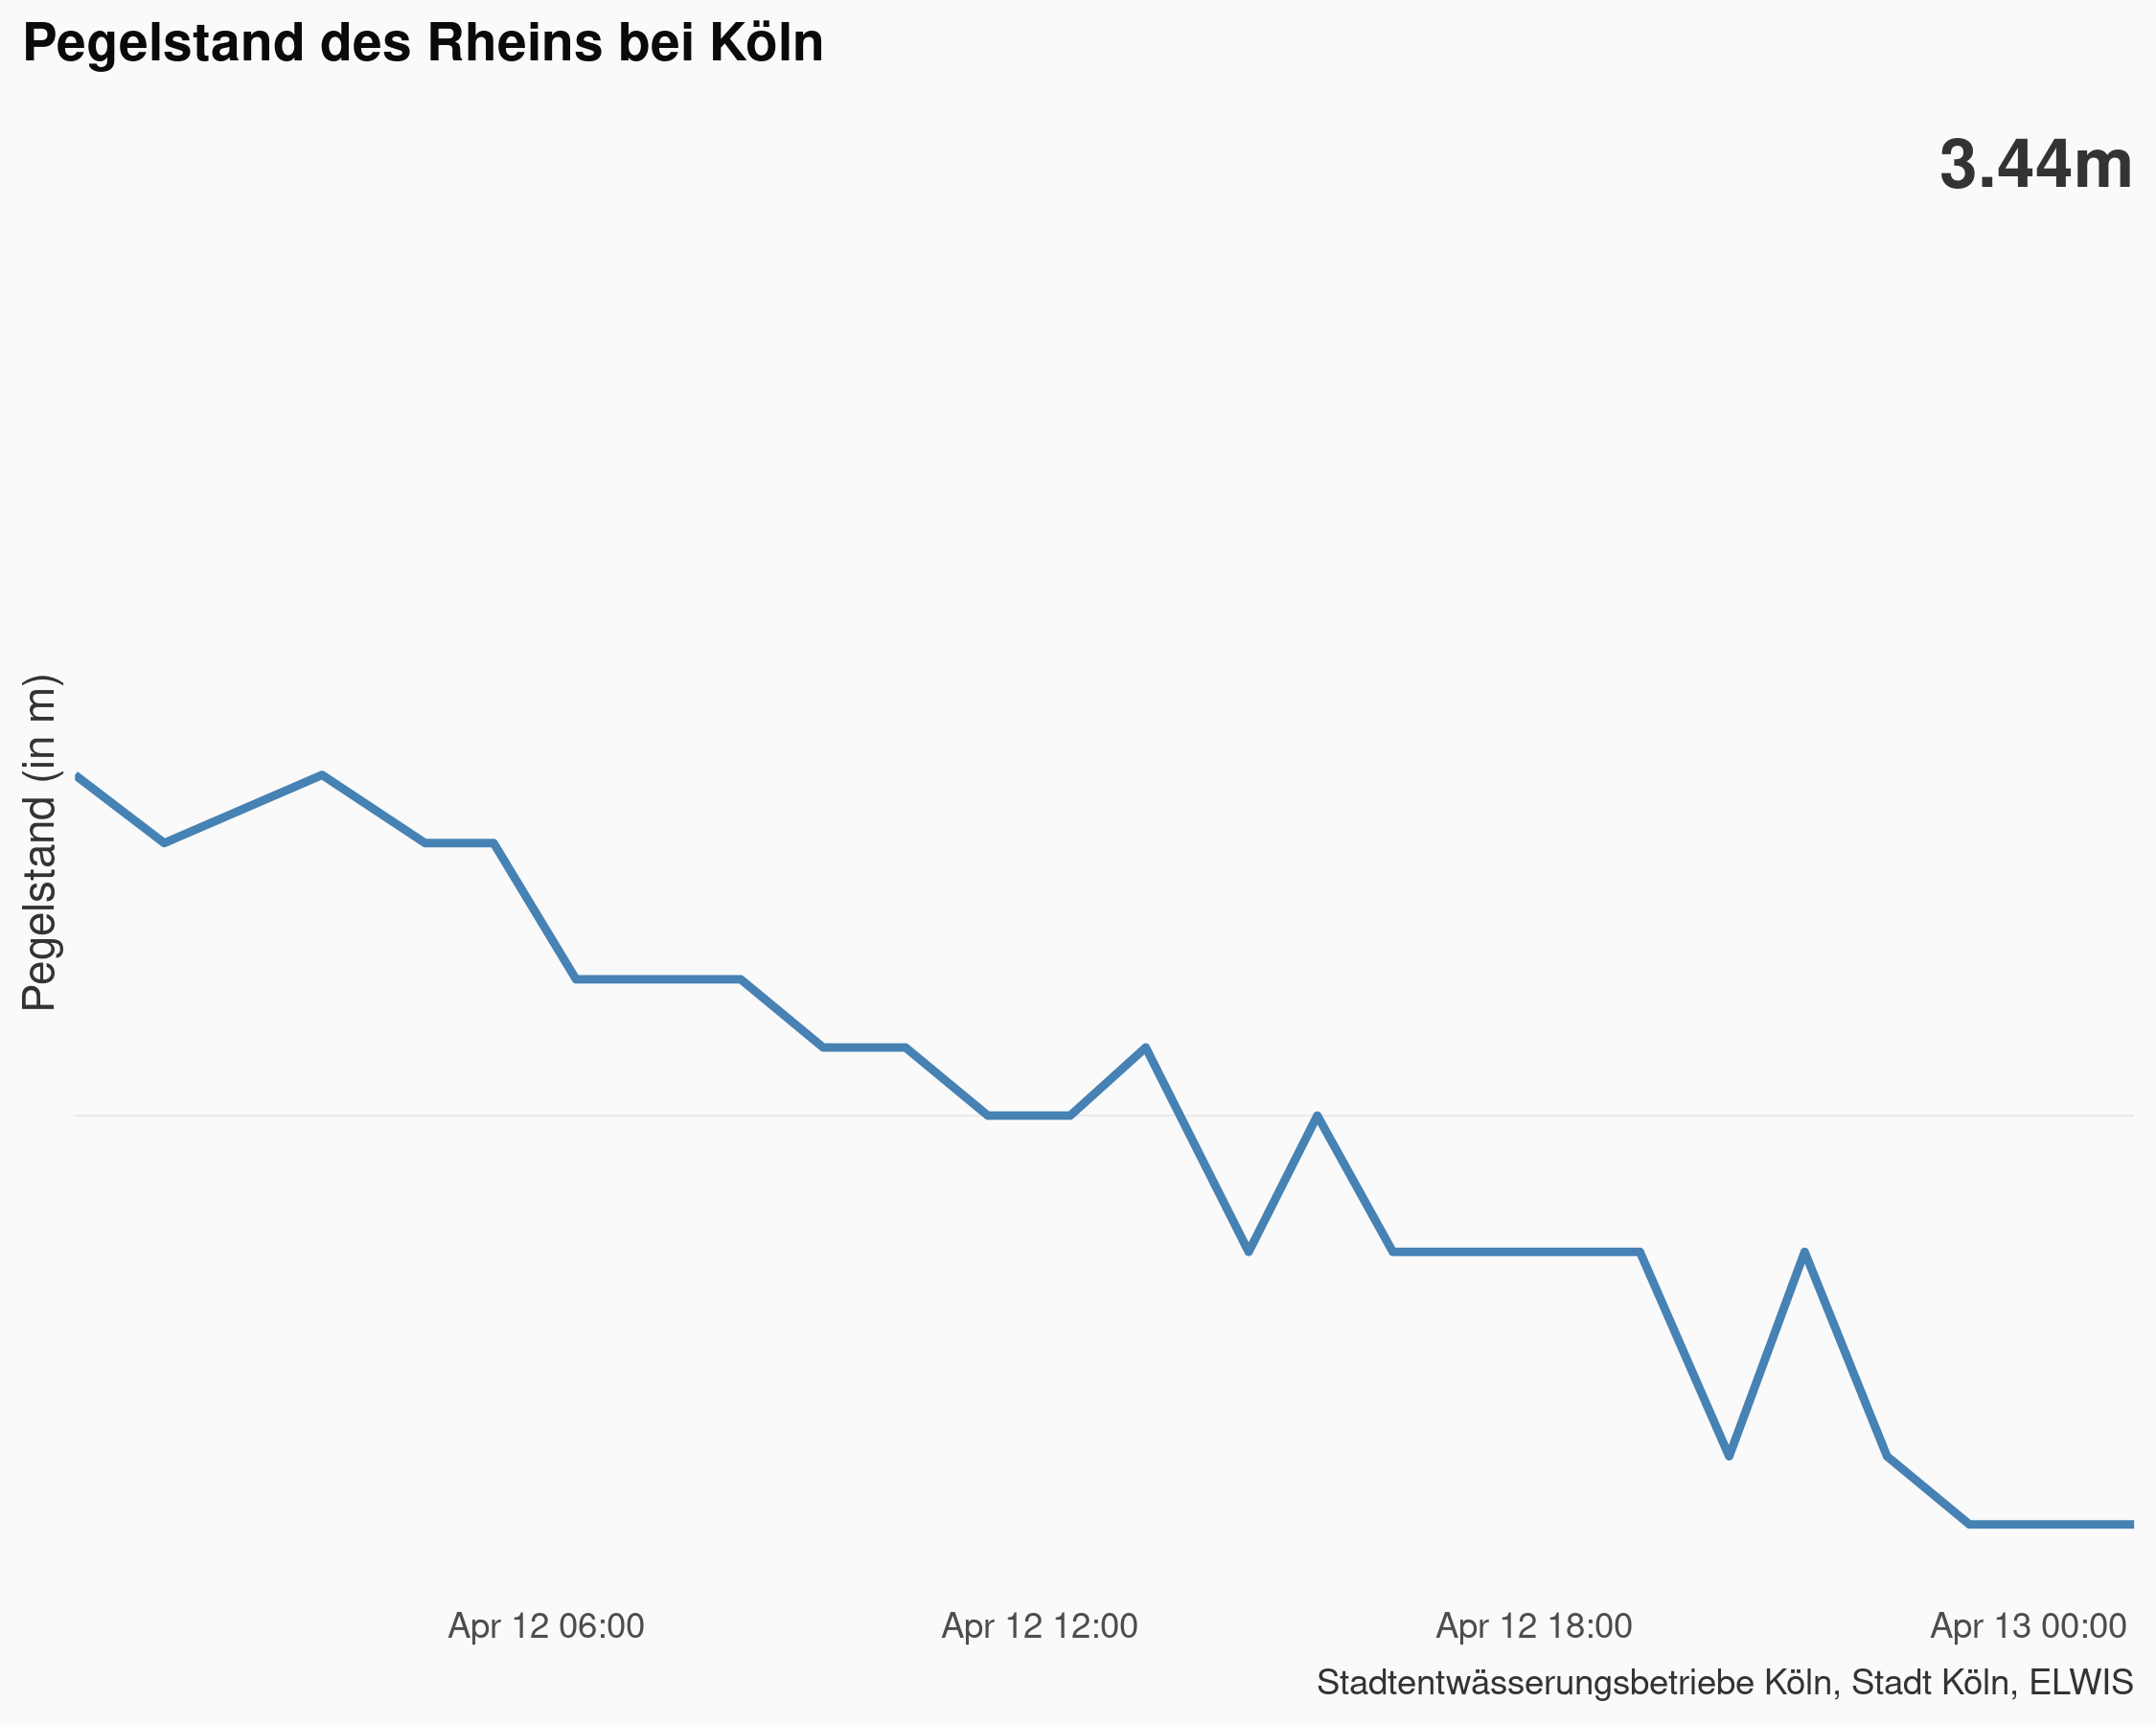 Pegelstand des Rheins bei Köln
3.44m
Pegelstand (in m)
Apr 12 06:00 Apr 12 12:00 Apr 12 18:00 Apr 13 00:00
Stadtentwässerungsbetriebe Köln, Stadt Köln, ELWIS